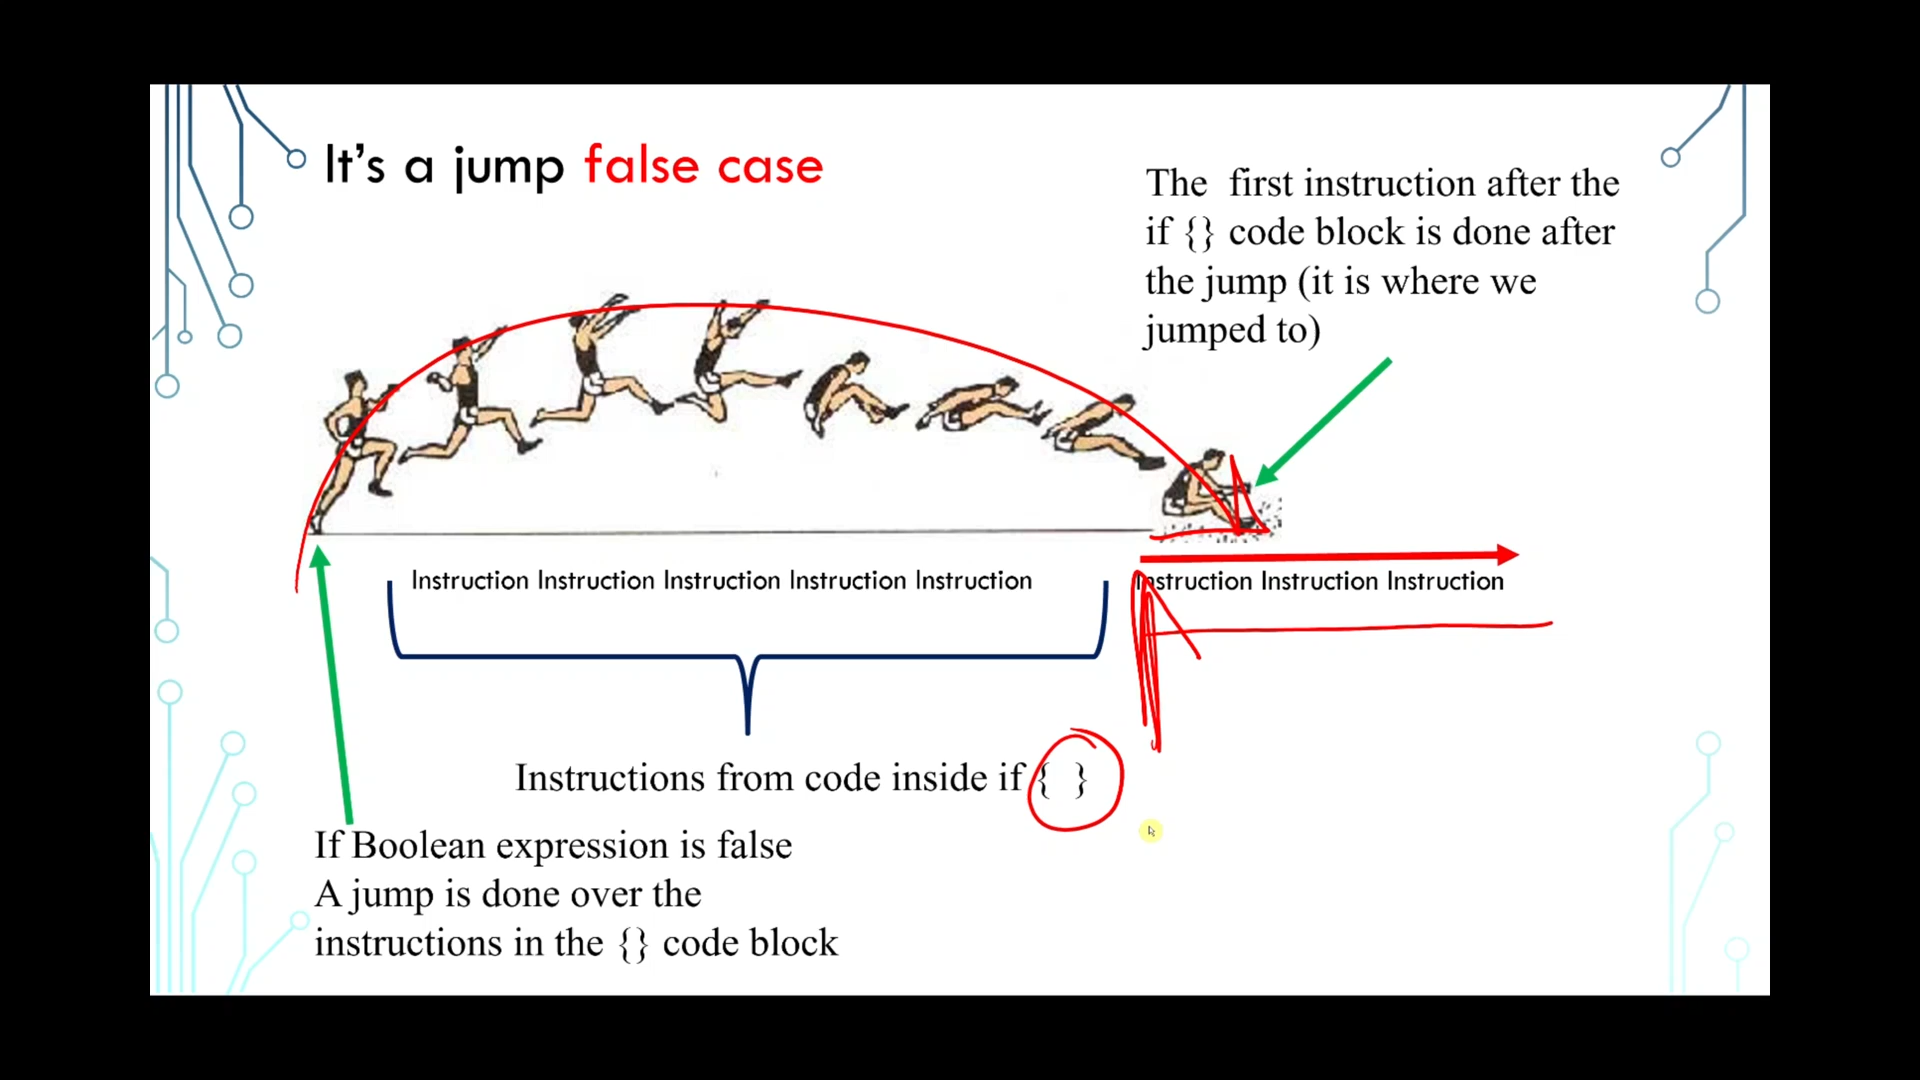 It's a jump false case
The first instruction after the
if {} code block is done after
the jump (it is where we
jumped to)
Instruction Instruction Instruction Instruction Instruction
Instruction Instruction Instruction
Instructions from code inside if { }
If Boolean expression is false
A jump is done over the
instructions in the {} code block